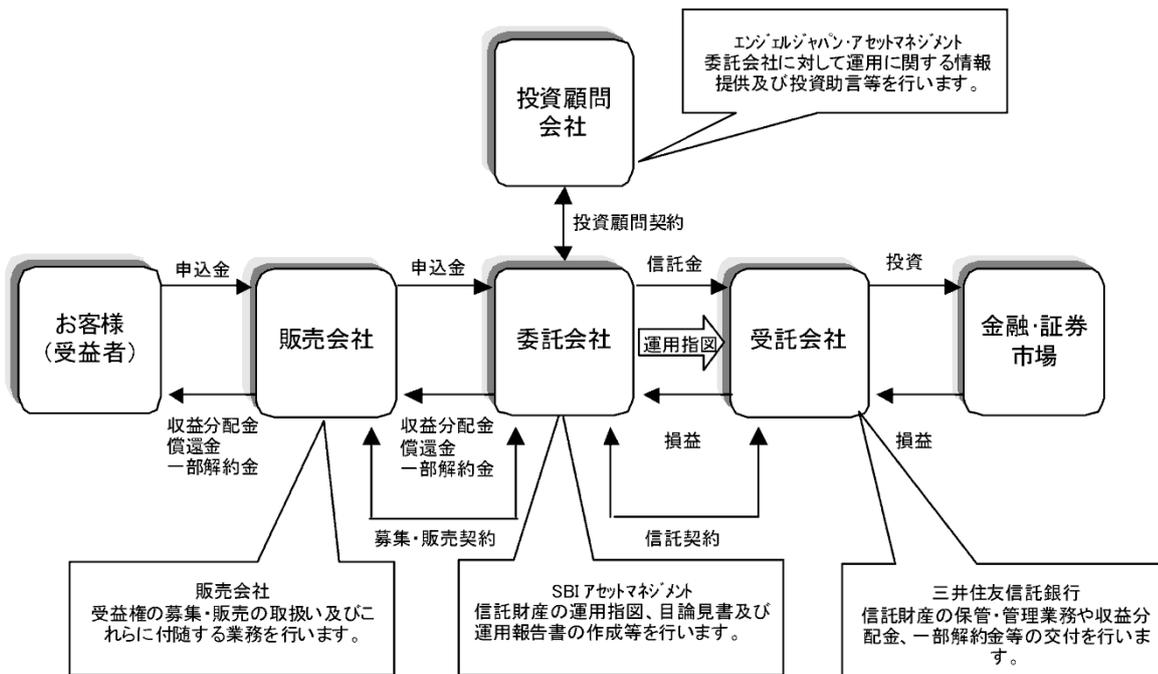 エンジェルジャパン・アセットマネジメント
委託会社に対して運用に関する情報
提供及び投資助言等を行います。
投資顧問
会社
投資顧問契約
申込金
申込金
信託金
投資
お客様
（受益者）
販売会社
委託会社
運用指図
受託会社
金融・証券
市場
収益分配金
償還金
一部解約金
収益分配金
償還金
一部解約金
損益
損益
募集・販売契約
信託契約
販売会社
受益権の募集・販売の取扱い及びこ
れらに付随する業務を行います。
SBIアセットマネジメント
信託財産の運用指図、目論見書及び
運用報告書の作成等を行います。
三井住友信託銀行
信託財産の保管・管理業務や収益分
配金、一部解約金等の交付を行いま
す。